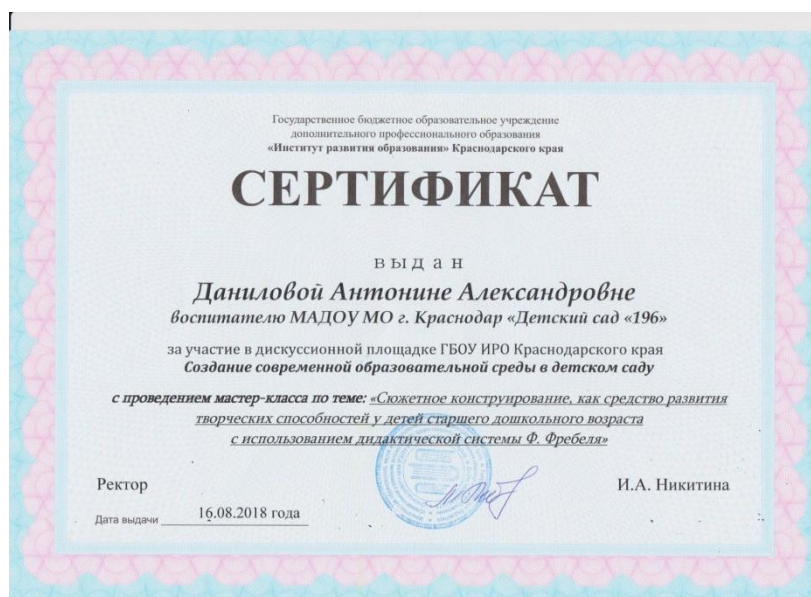 Государственное бюджетное образовательное учреждение
дополнительного профессионального образования
«Институт развития образования» Краснодарского края
СЕРТИФИКАТ
выдан
Даниловой Антонине Александровне
воспитателю МАДОУ МО г. Краснодар «Детский сад «196»
за участие в дискуссионной площадке ГБОУ ИРО Краснодарского края
Создание современной образовательной среды в детском саду
с проведением мастер-класса по теме: «Сюжетное конструирование, как средство развития
творческих способностей у детей старшего дошкольного возраста
с использованием дидактической системы Ф. Фребеля»
Ректор И.А. Никитина
Дата выдачи 16.08.2018 года